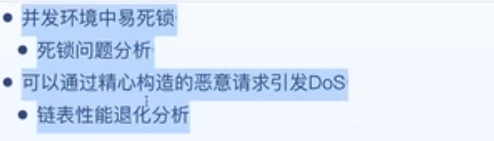 并发环境中易死锁
死锁问题分析
可以通过精心构造的恶意请求引发DoS
链表性能退化分析